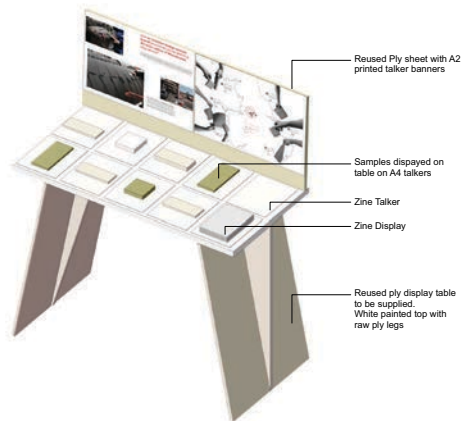 Reused Ply sheet with A2
printed talker banners
Samples dispayed on
table on A4 talkers
Zine Talker
Zine Display
Reused ply display table
to be supplied.
White painted top with
raw ply legs